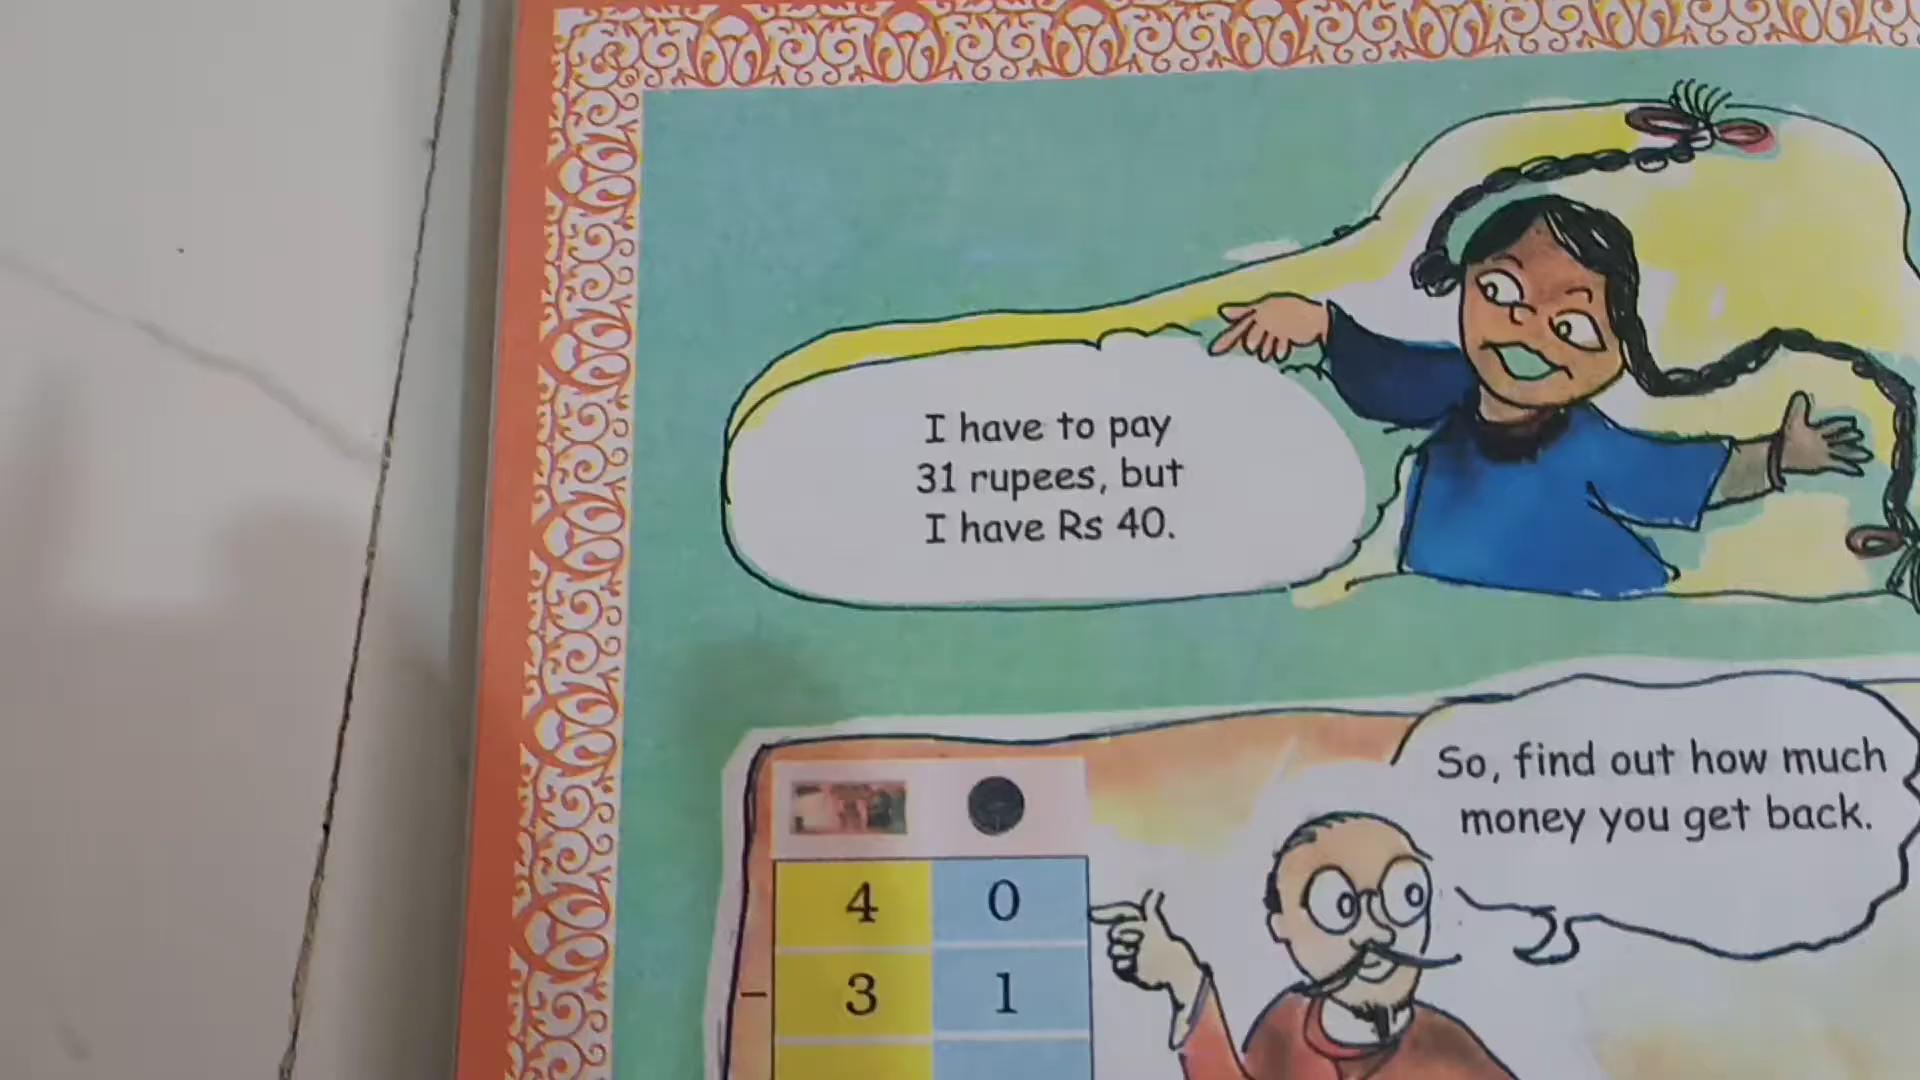 I have to pay
31 rupees, but
I have Rs 40.
So, find out how much
money you get back.
4 0
- 3 1